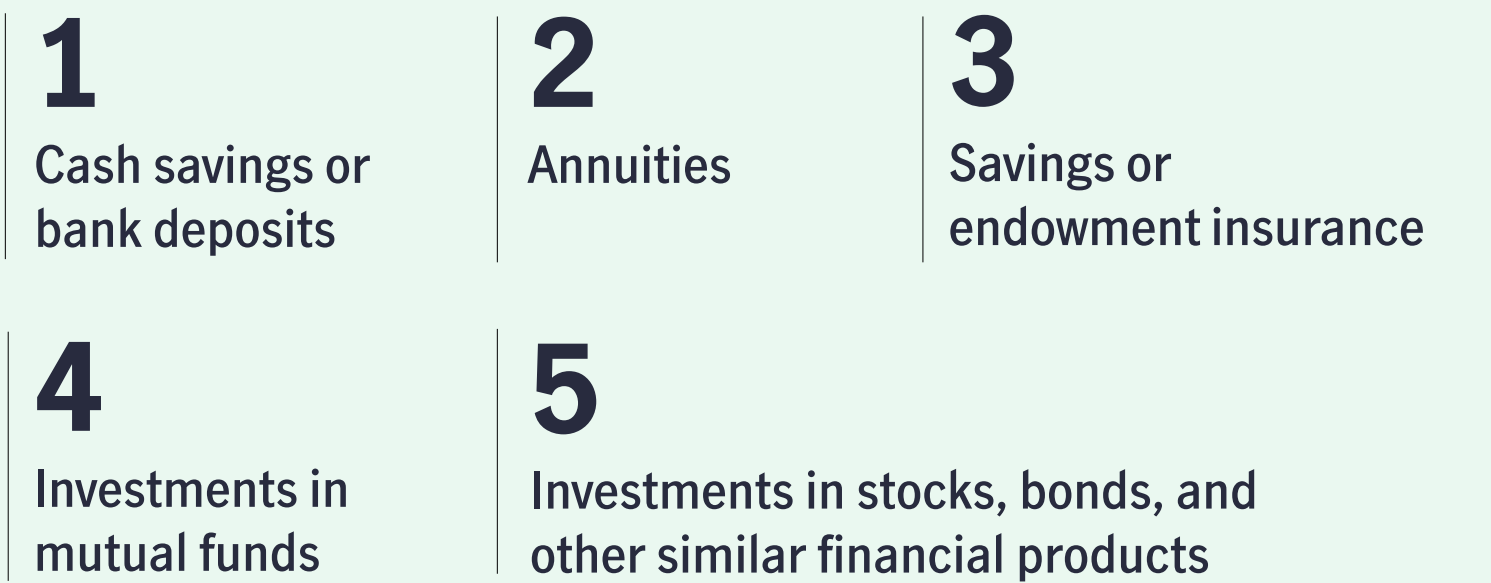 1
Cash savings or
bank deposits
2
Annuities
3
Savings or
endowment insurance
4
Investments in
mutual funds
5
Investments in stocks, bonds, and
other similar financial products